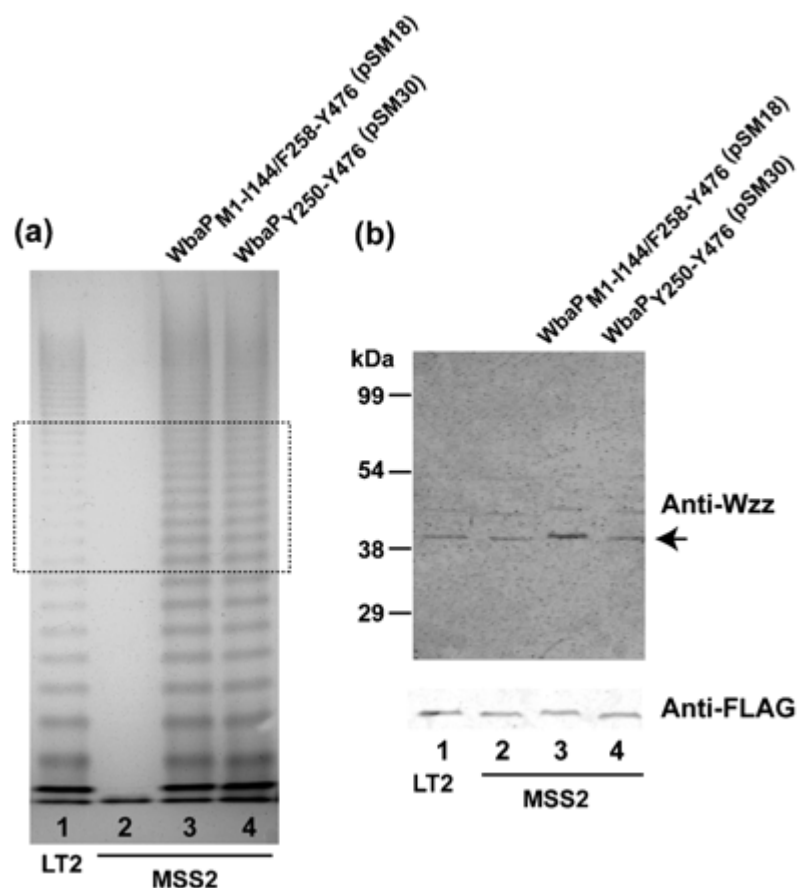 (a)
WbaP M1-I144/F258-Y476 (pSM18)
WbaP Y250-Y476 (pSM30)
1 2 3 4
LT2
MSS2
(b)
WbaP M1-I144/F258-Y476 (pSM18)
WbaP Y250-Y476 (pSM30)
kDa
99
54
38
29
Anti-Wzz
Anti-FLAG
1 2 3 4
LT2
MSS2